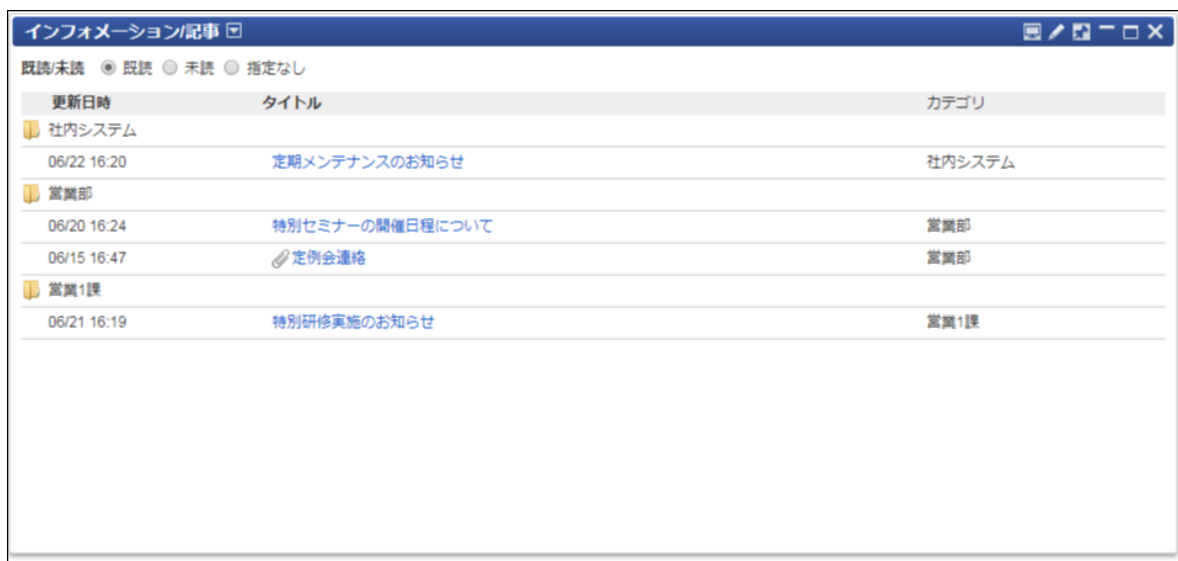 インフォメーション/記事
既読/未読 既読 未読 指定なし
更新日時 タイトル カテゴリ
社内システム
06/22 16:20 定期メンテナンスのお知らせ 社内システム
営業部
06/20 16:24 特別セミナーの開催日程について 営業部
06/15 16:47 定例会連絡 営業部
営業1課
06/21 16:19 特別研修実施のお知らせ 営業1課